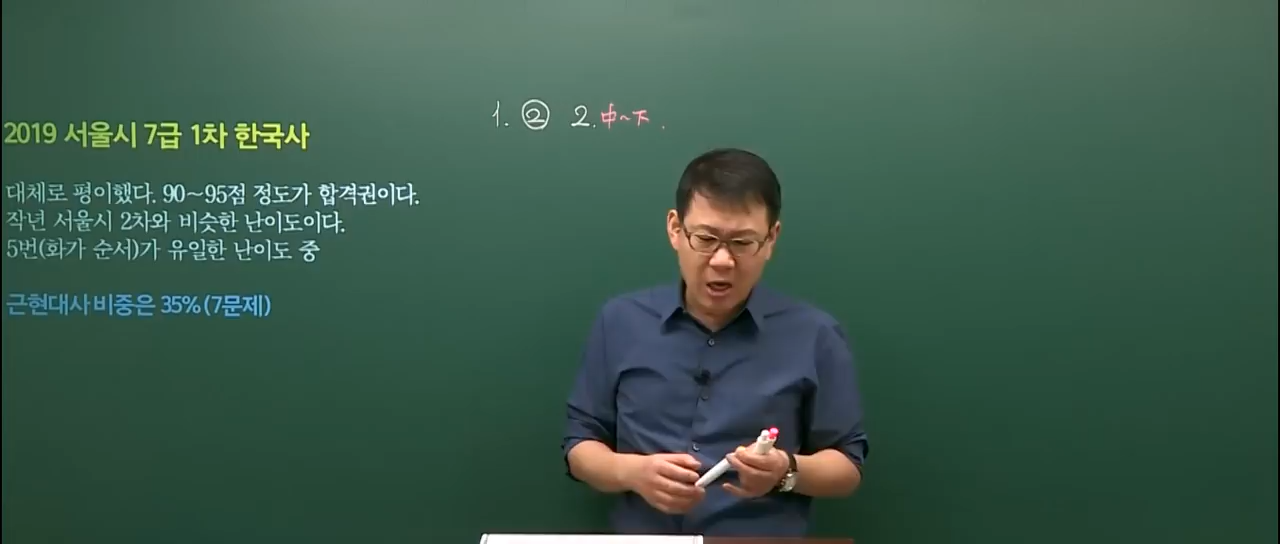 2019 서울시 7급 1차 한국사
대체로 평이했다. 90~95점 정도가 합격권이다.
작년 서울시 2차와 비슷한 난이도이다.
5번(화가 순서)가 유일한 난이도 중
근현대사 비중은 35% (7문제)
1. ② 2. 中~下.